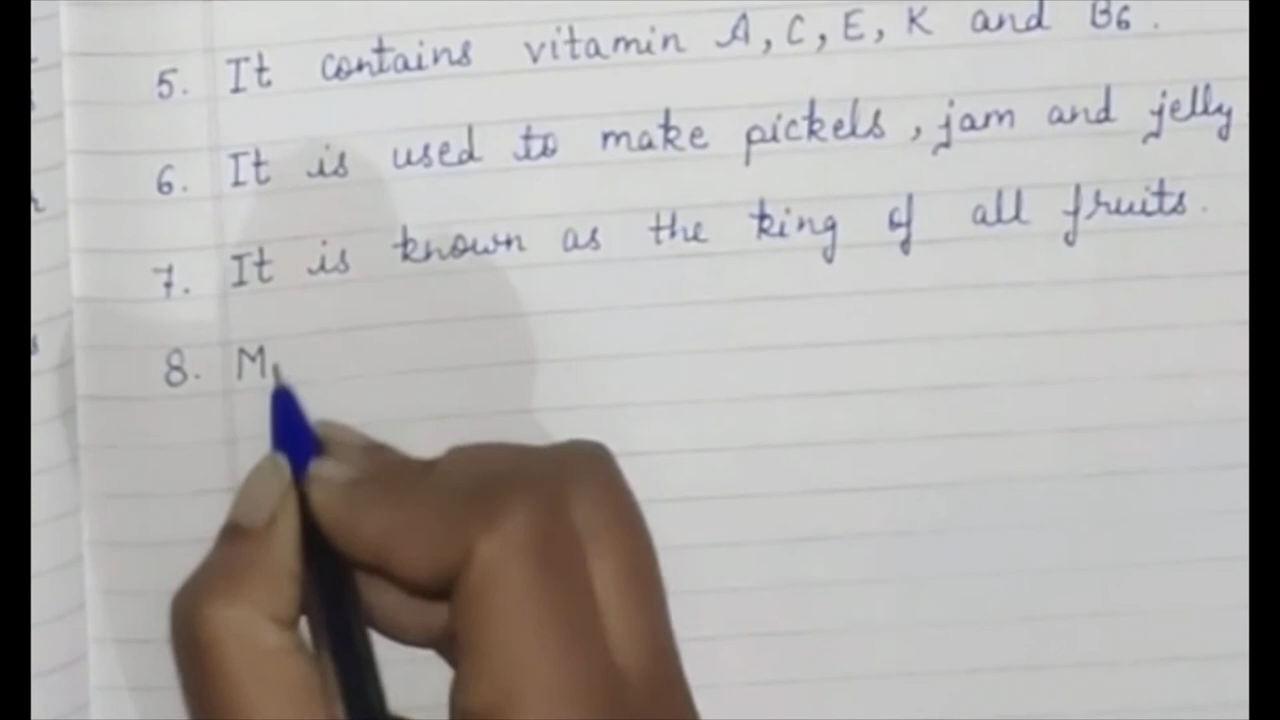 5. It contains vitamin A, C, E, K and B6.
6. It is used to make pickels, jam and jelly
7. It is known as the king of all fruits.
8. M